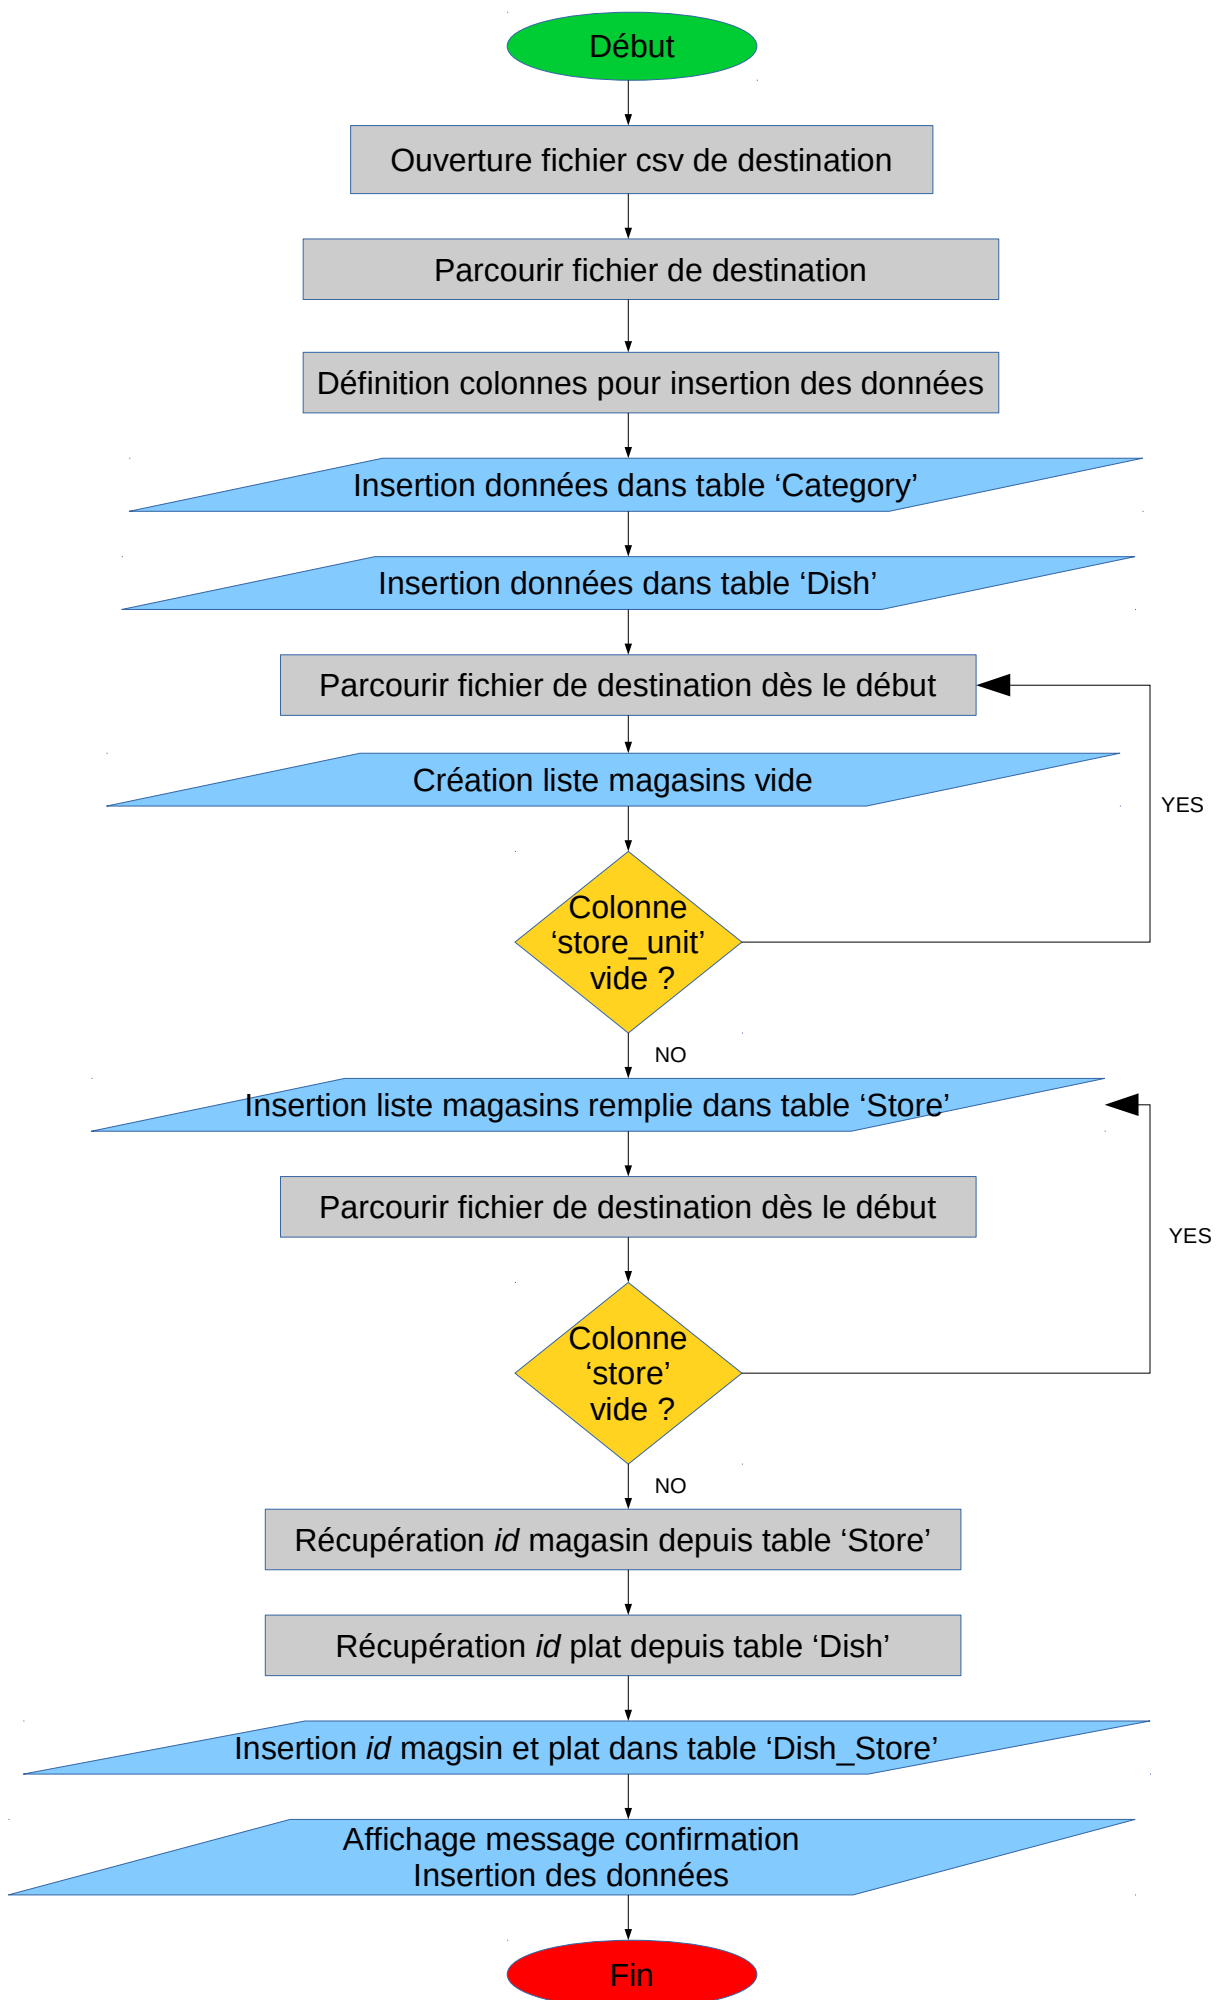 Début
Ouverture fichier csv de destination
Parcourir fichier de destination
Définition colonnes pour insertion des données
Insertion données dans table ‘Category’
Insertion données dans table ‘Dish’
Parcourir fichier de destination dès le début
Création liste magasins vide
YES
Colonne
‘store_unit’
vide ?
NO
Insertion liste magasins remplie dans table ‘Store’
Parcourir fichier de destination dès le début
YES
Colonne
‘store’
vide ?
NO
Récupération id magasin depuis table ‘Store’
Récupération id plat depuis table ‘Dish’
Insertion id magsin et plat dans table ‘Dish_Store’
Affichage message confirmation
Insertion des données
Fin